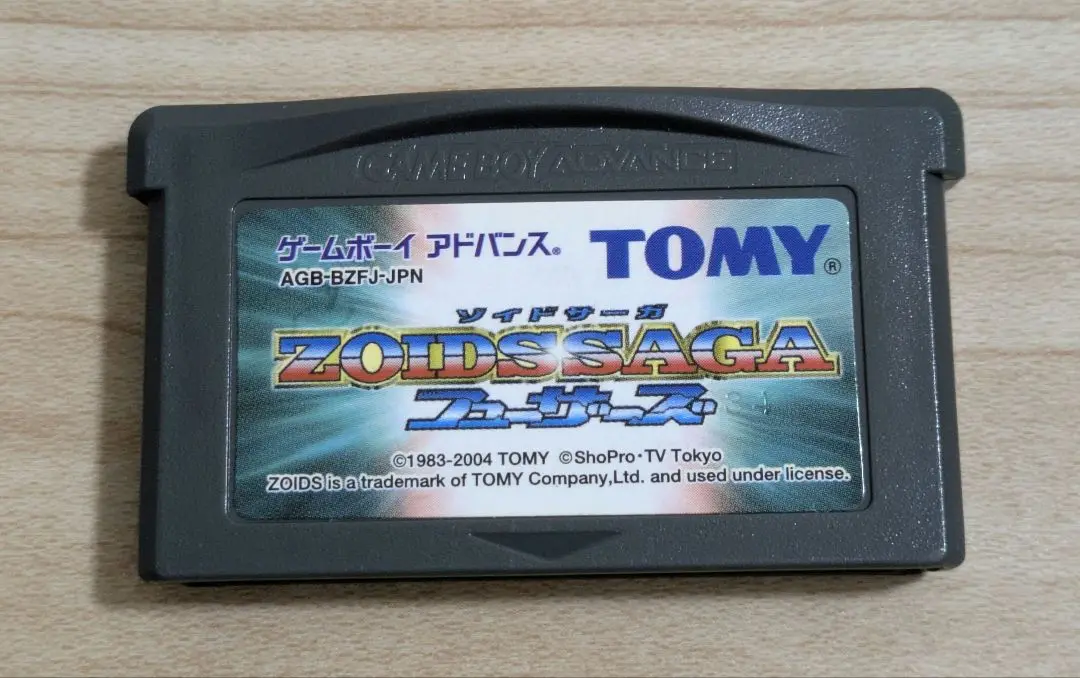 GAME BOY ADVANCE
ゲームボーイ アドバンス® TOMY®
AGB-BZFJ-JPN
ゾイドサーガ
ZOIDS SAGA
フューザーズ
©1983-2004 TOMY ©ShoPro・TV Tokyo
ZOIDS is a trademark of TOMY Company,Ltd. and used under license.